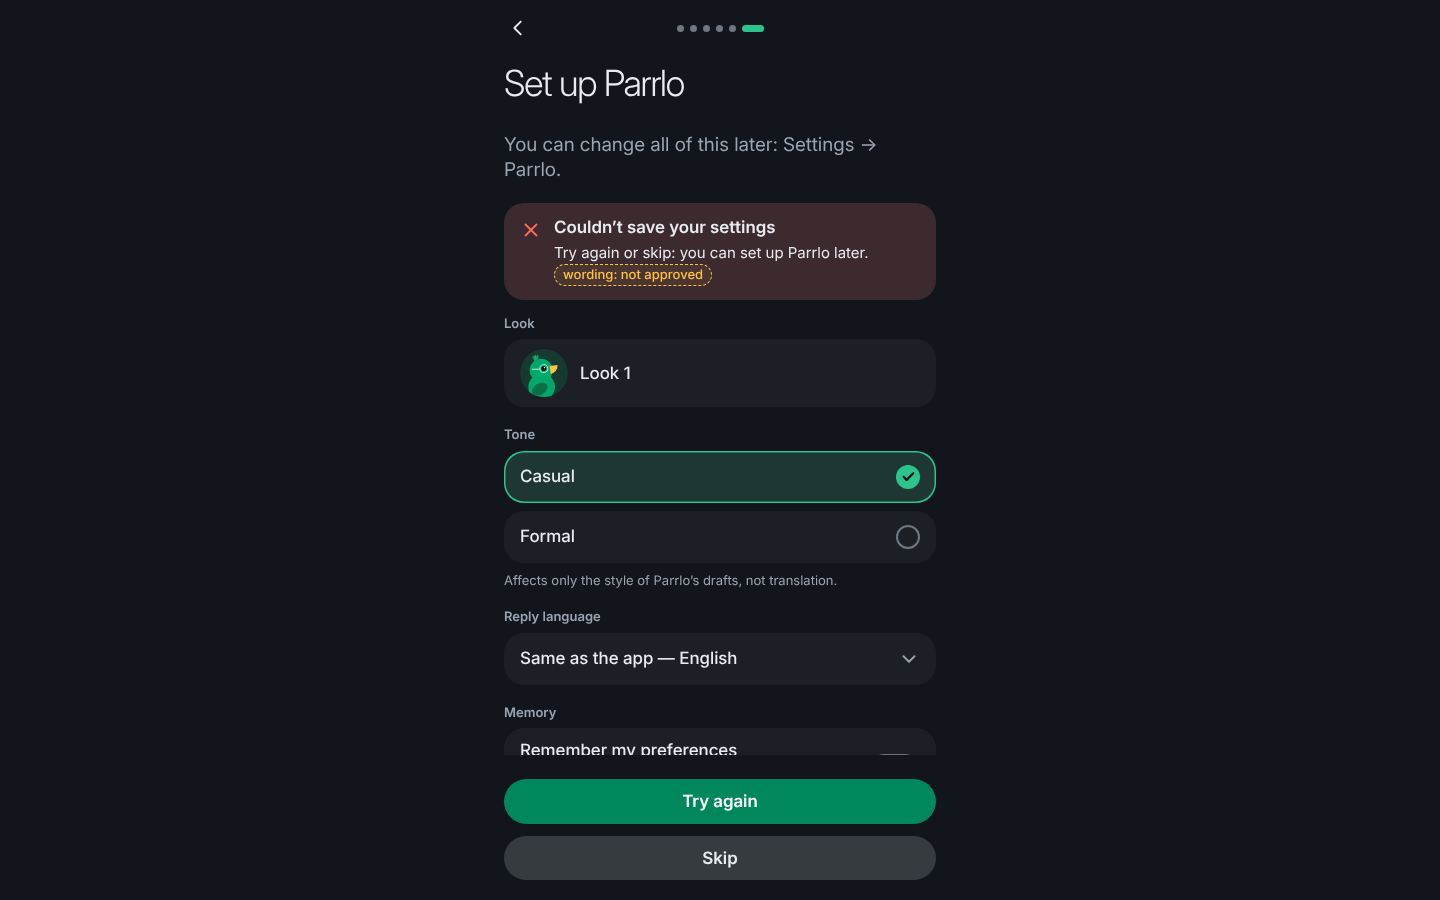 Set up Parrlo
You can change all of this later: Settings →
Parrlo.
Couldn’t save your settings
Try again or skip: you can set up Parrlo later.
wording: not approved
Look
Look 1
Tone
Casual
Formal
Affects only the style of Parrlo’s drafts, not translation.
Reply language
Same as the app — English
Memory
Remember my preferences
Try again
Skip